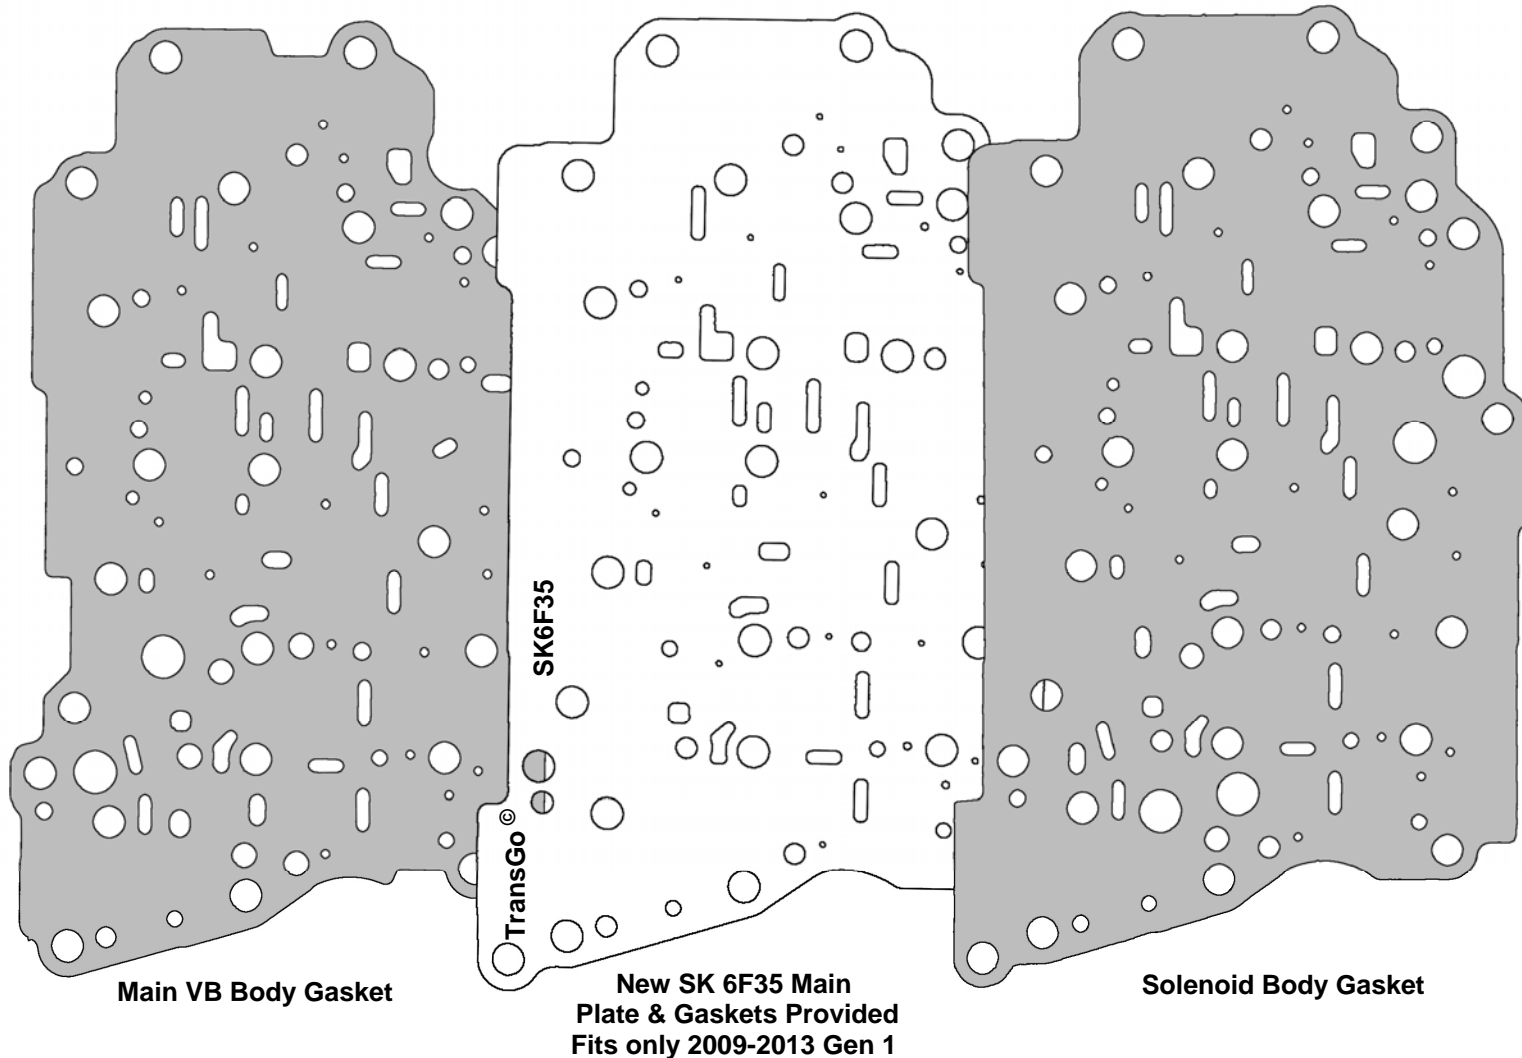 SK6F35
TransGo ©
Main VB Body Gasket
New SK 6F35 Main
Plate & Gaskets Provided
Fits only 2009-2013 Gen 1
Solenoid Body Gasket